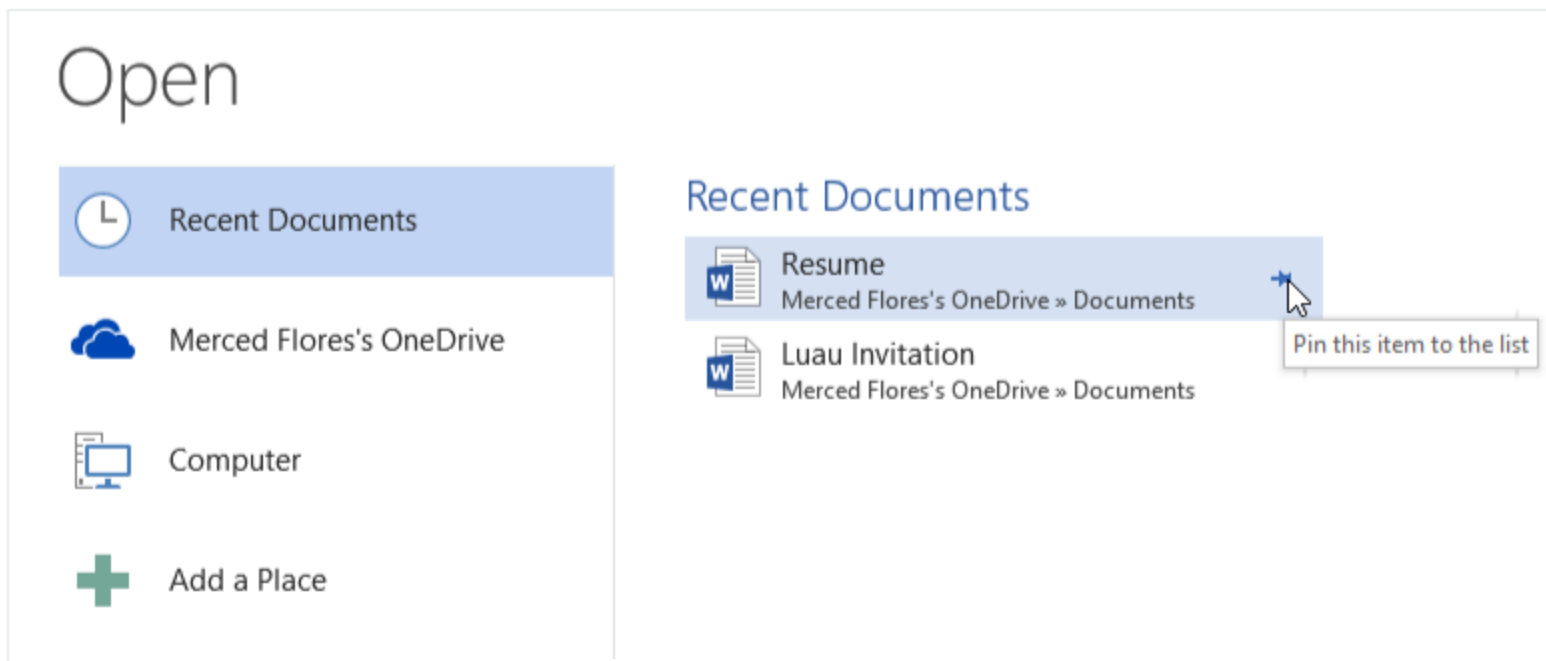 Open
Recent Documents
Merced Flores's OneDrive
Computer
Add a Place
Recent Documents
Resume
Merced Flores's OneDrive » Documents
Pin this item to the list
Luau Invitation
Merced Flores's OneDrive » Documents